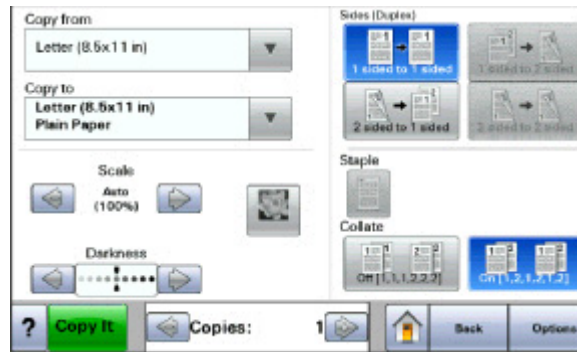 Copy from
Letter (8.5x11 in)
Copy to
Letter (8.5x11 in)
Plain Paper
Scale
Auto
(100%)
Darkness
Sides (Duplex)
1 sided to 1 sided
1 sided to 2 sided
2 sided to 1 sided
2 sided to 2 sided
Staple
Collate
Off [1,1,1,2,2,2]
On [1,2,1,2,1,2]
? Copy It Copies: 1 Back Options